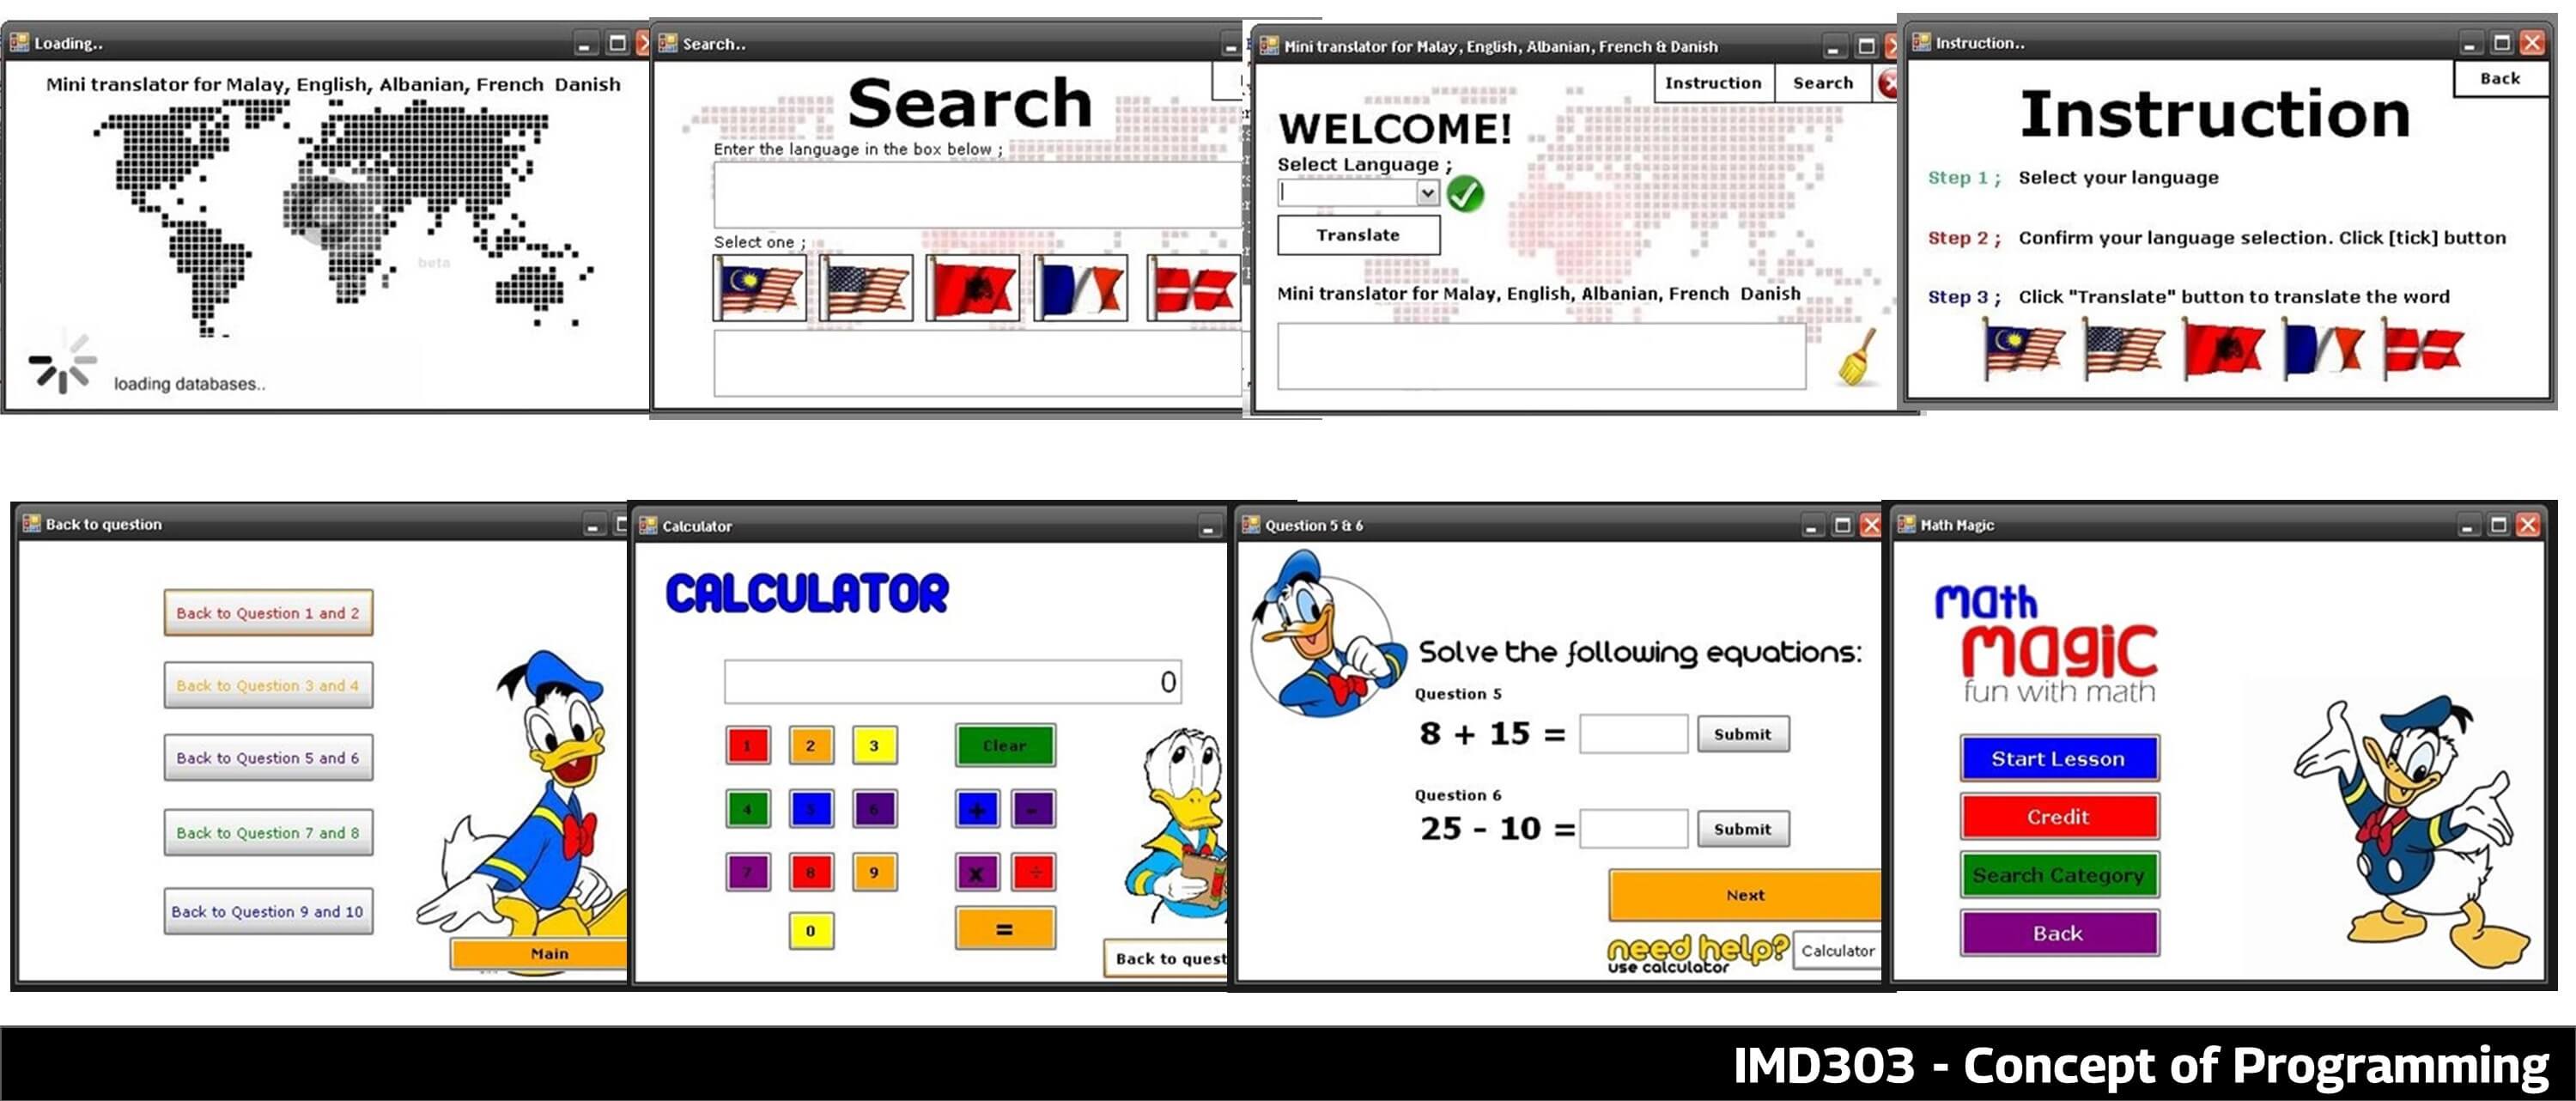 Loading..
Mini translator for Malay, English, Albanian, French  Danish
beta
loading databases..
Search..
Search
Enter the language in the box below ;
Select one ;
Mini translator for Malay, English, Albanian, French & Danish
Instruction
Search
WELCOME!
Select Language ;
Translate
Mini translator for Malay, English, Albanian, French  Danish
Instruction..
Back
Instruction
Step 1 ; Select your language
Step 2 ; Confirm your language selection. Click [tick] button
Step 3 ; Click "Translate" button to translate the word
Back to question
Back to Question 1 and 2
Back to Question 3 and 4
Back to Question 5 and 6
Back to Question 7 and 8
Back to Question 9 and 10
Main
Calculator
CALCULATOR
0
1 2 3 Clear
4 5 6 + -
7 8 9 x ÷
0 =
Back to quest
Question 5 & 6
Solve the following equations:
Question 5
8 + 15 = Submit
Question 6
25 - 10 = Submit
Next
need help?
use calculator
Calculator
Math Magic
math
magic
fun with math
Start Lesson
Credit
Search Category
Back
IMD303 - Concept of Programming